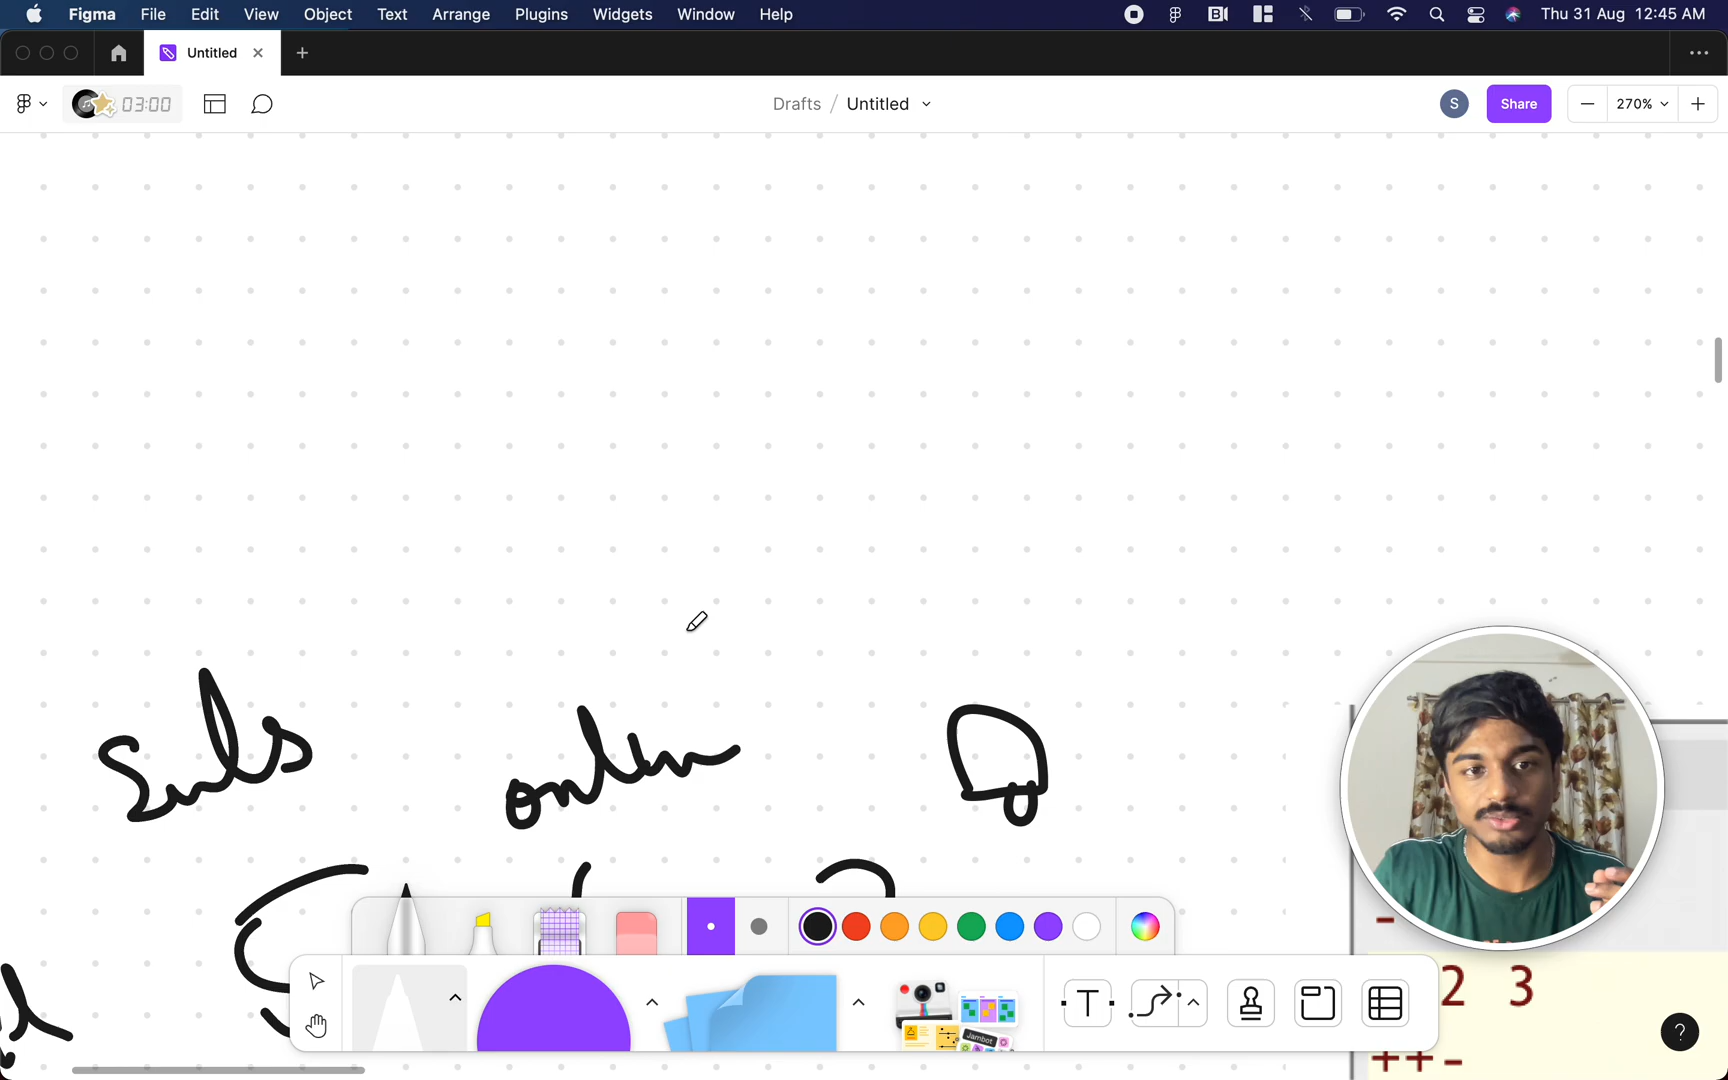 Figma File Edit View Object Text Arrange Plugins Widgets Window Help Thu 31 Aug 12:45 AM
Untitled
03:00 Drafts / Untitled S Share 270%
T
Jambot
2 3
++-
?